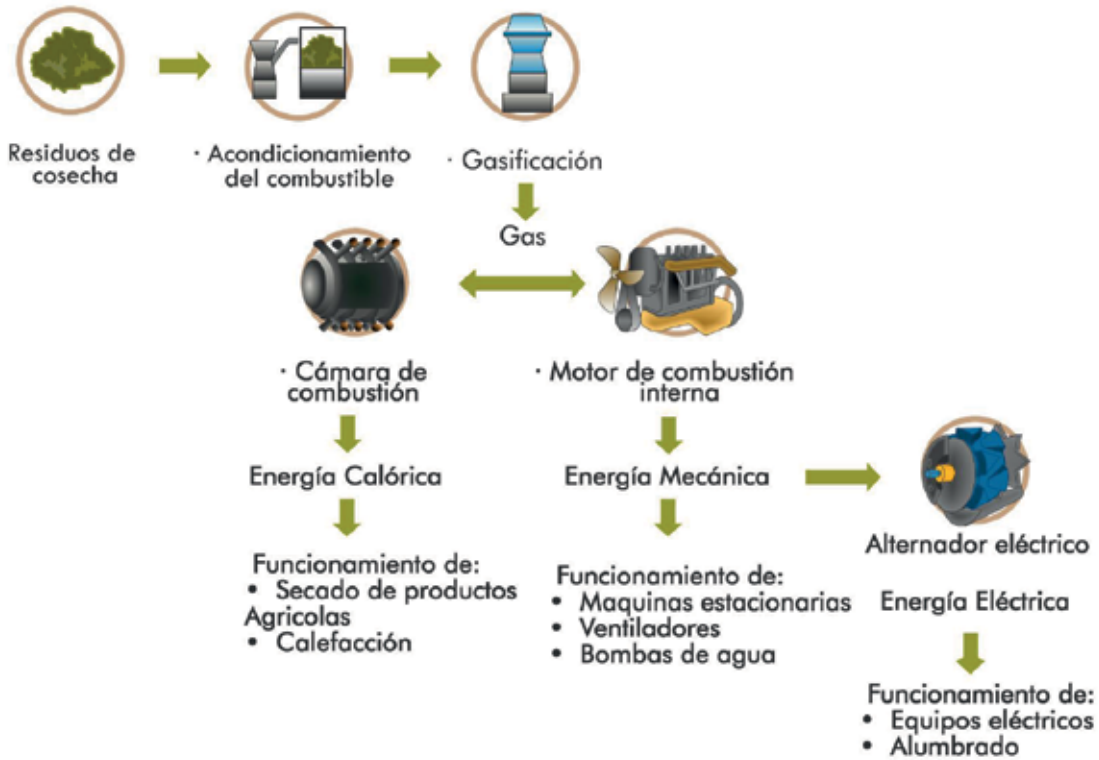 Residuos de
cosecha
· Acondicionamiento
del combustible
· Gasificación
Gas
· Cámara de
combustión
· Motor de combustión
interna
Energía Calórica
Energía Mecánica
Alternador eléctrico
Funcionamiento de:
• Secado de productos
Agricolas
• Calefacción
Funcionamiento de:
• Maquinas estacionarias
• Ventiladores
• Bombas de agua
Energía Eléctrica
Funcionamiento de:
• Equipos eléctricos
• Alumbrado